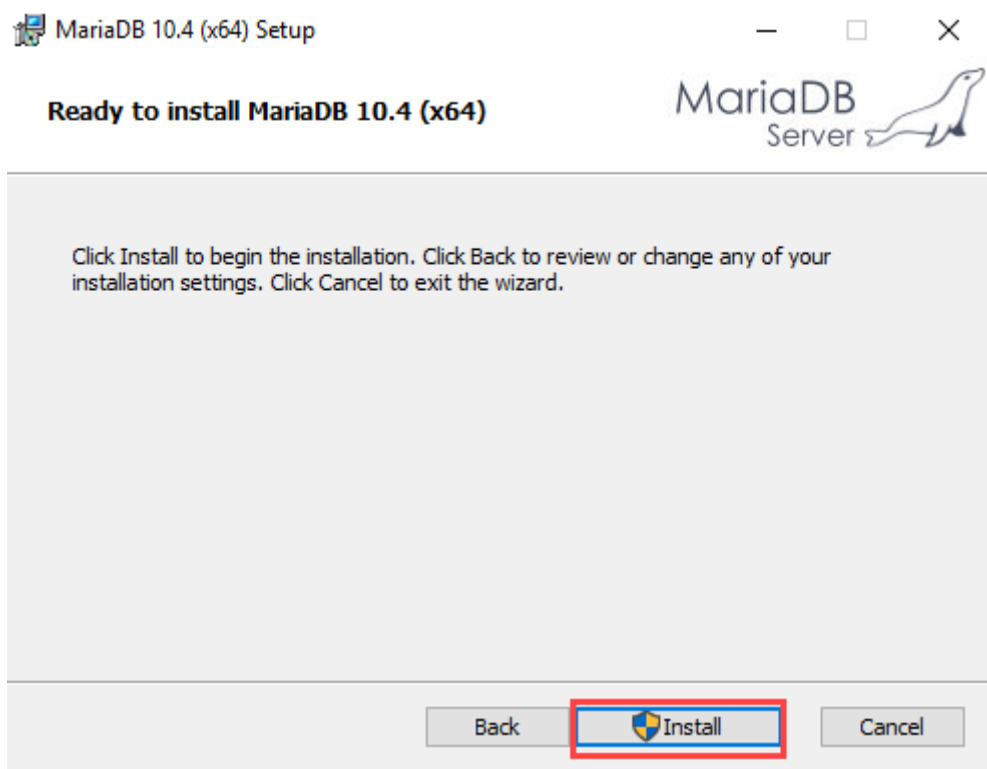 MariaDB 10.4 (x64) Setup
Ready to install MariaDB 10.4 (x64)
MariaDB
Server
Click Install to begin the installation. Click Back to review or change any of your
installation settings. Click Cancel to exit the wizard.
Back
Install
Cancel